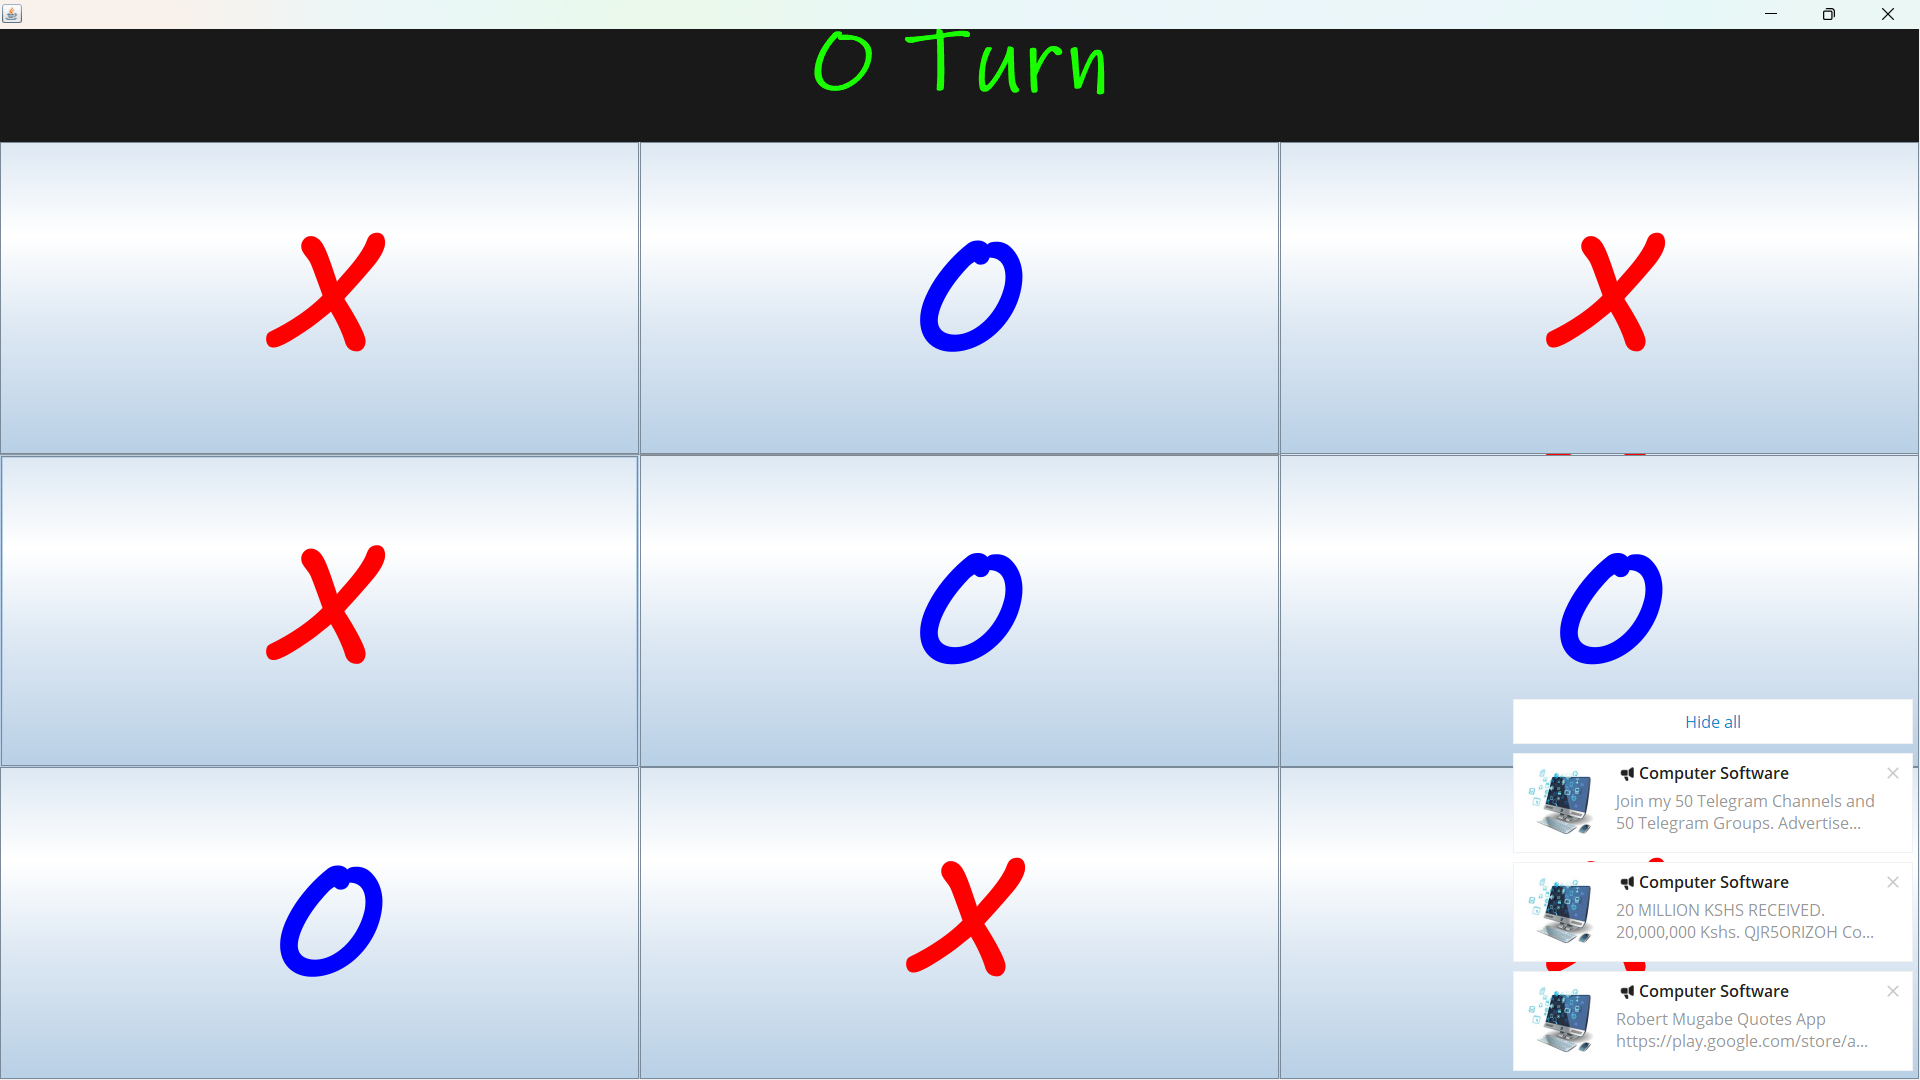 O Turn
X O X
X O O
O X X
Hide all
Computer Software
Join my 50 Telegram Channels and
50 Telegram Groups. Advertise...
Computer Software
20 MILLION KSHS RECEIVED.
20,000,000 Kshs. QJR5ORIZOH Co...
Computer Software
Robert Mugabe Quotes App
https://play.google.com/store/a...